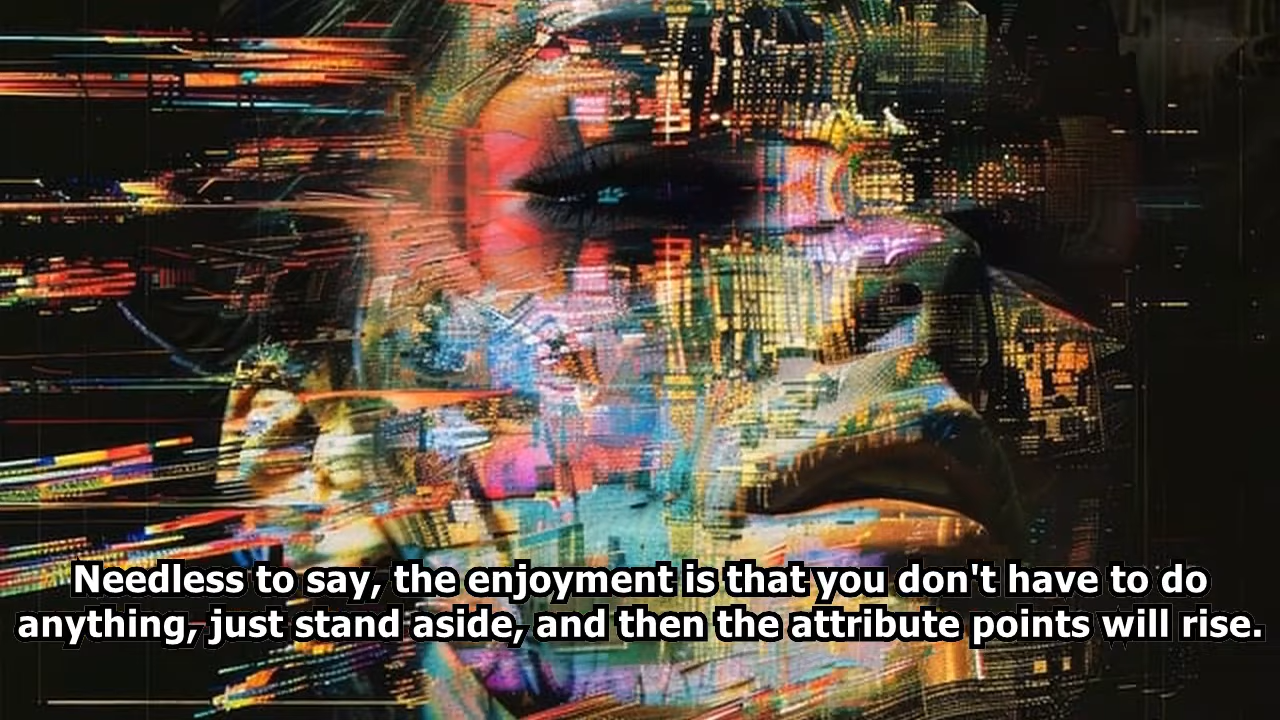 Needless to say, the enjoyment is that you don't have to do
anything, just stand aside, and then the attribute points will rise.